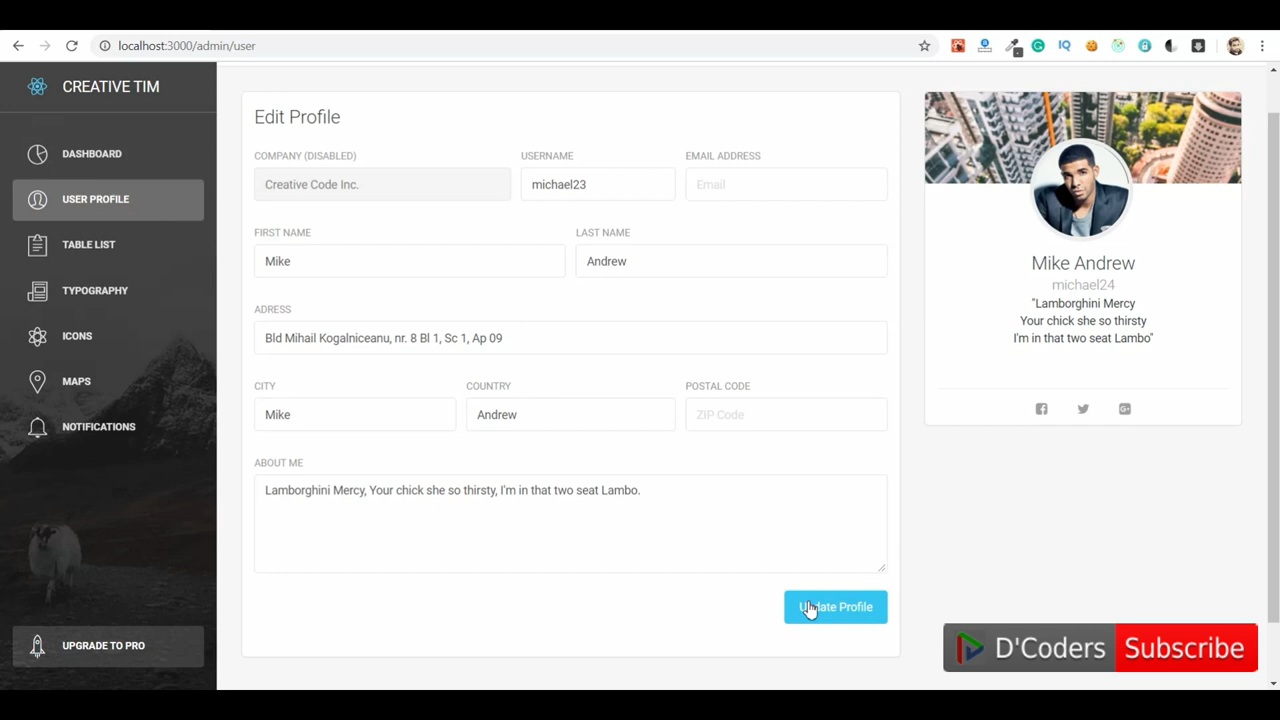 localhost:3000/admin/user
IQ
CREATIVE TIM
DASHBOARD
USER PROFILE
TABLE LIST
TYPOGRAPHY
ICONS
MAPS
NOTIFICATIONS
UPGRADE TO PRO
Edit Profile
COMPANY (DISABLED) USERNAME EMAIL ADDRESS
Creative Code Inc. michael23 Email
FIRST NAME LAST NAME
Mike Andrew
ADRESS
Bld Mihail Kogalniceanu, nr. 8 Bl 1, Sc 1, Ap 09
CITY COUNTRY POSTAL CODE
Mike Andrew ZIP Code
ABOUT ME
Lamborghini Mercy, Your chick she so thirsty, I'm in that two seat Lambo.
Update Profile
Mike Andrew
michael24
"Lamborghini Mercy
Your chick she so thirsty
I'm in that two seat Lambo"
D'Coders Subscribe